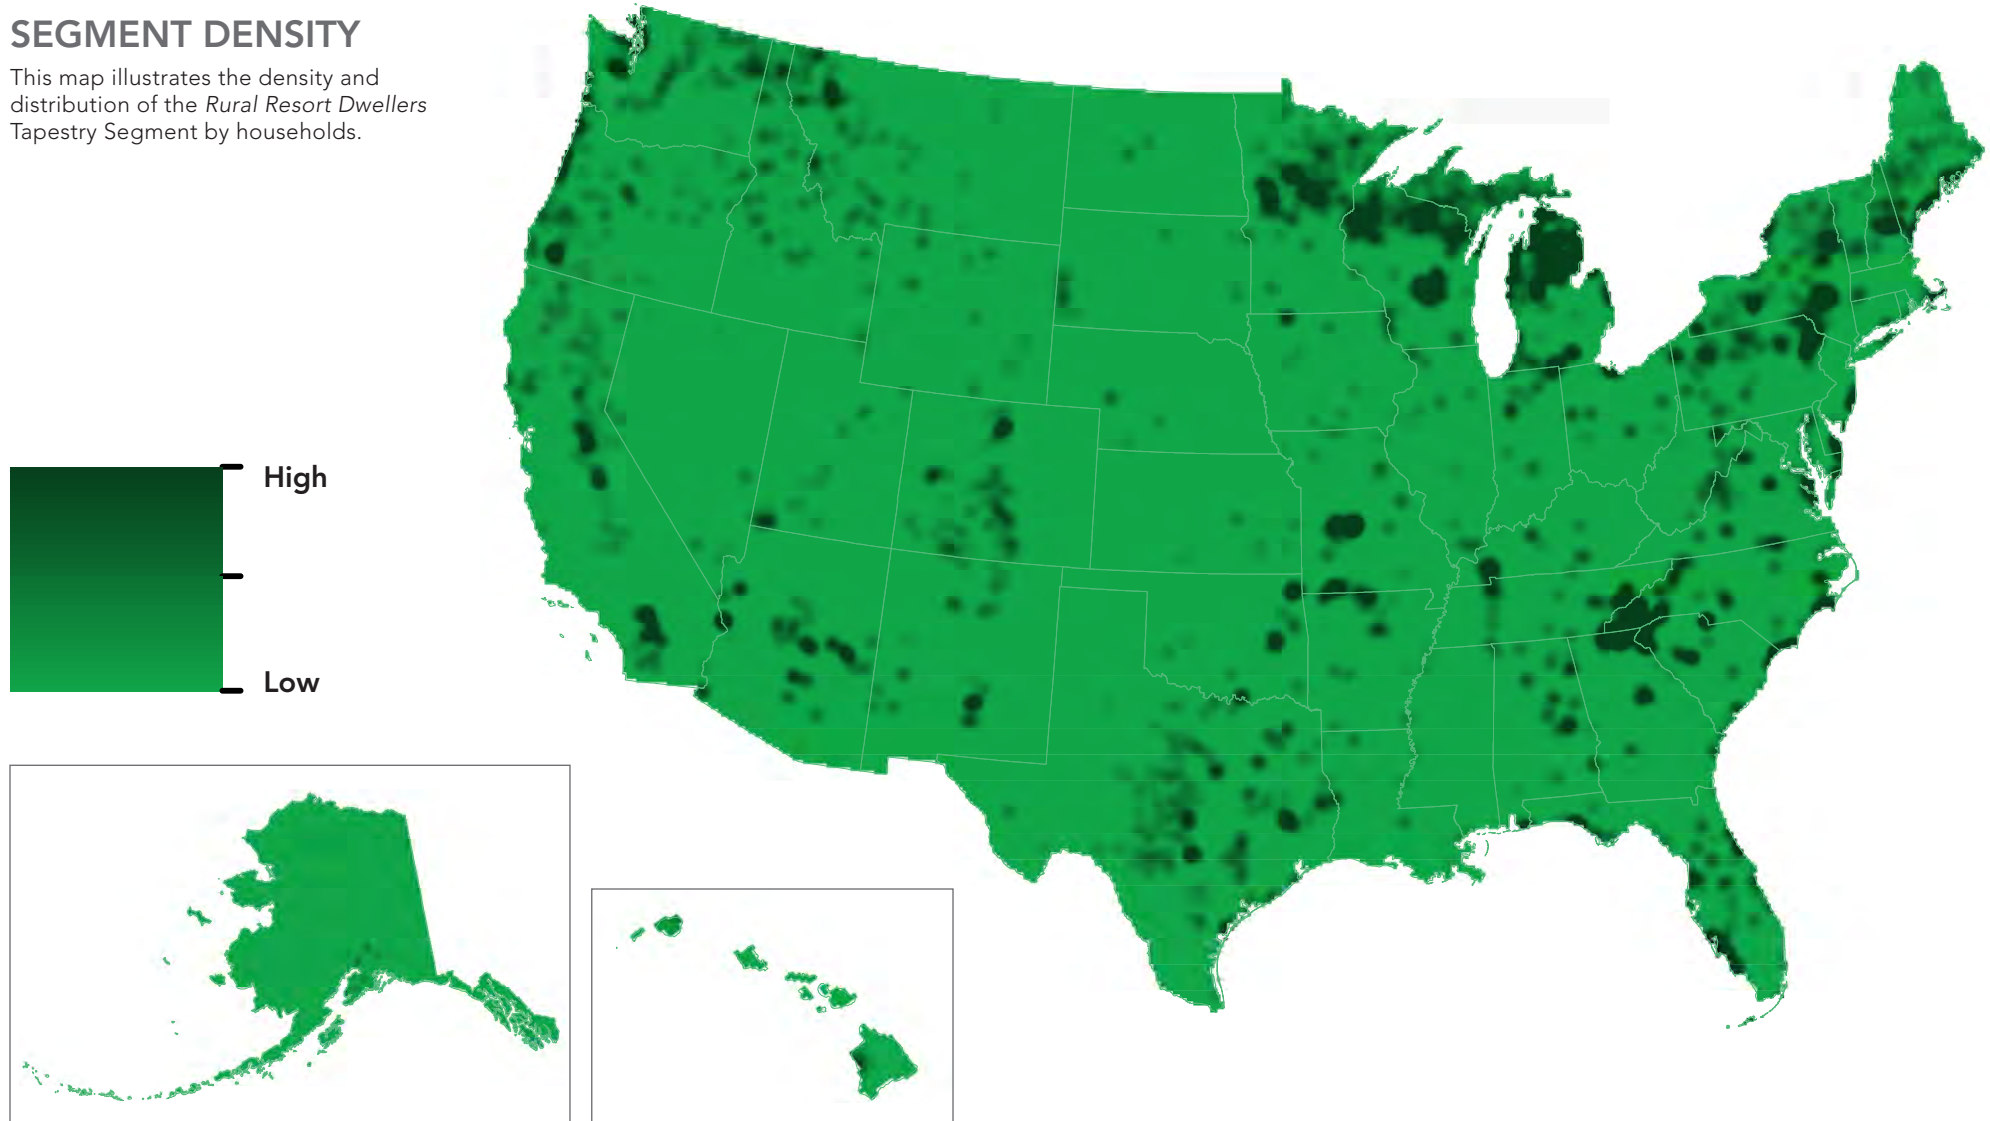 SEGMENT DENSITY
This map illustrates the density and
distribution of the Rural Resort Dwellers
Tapestry Segment by households.
High
Low